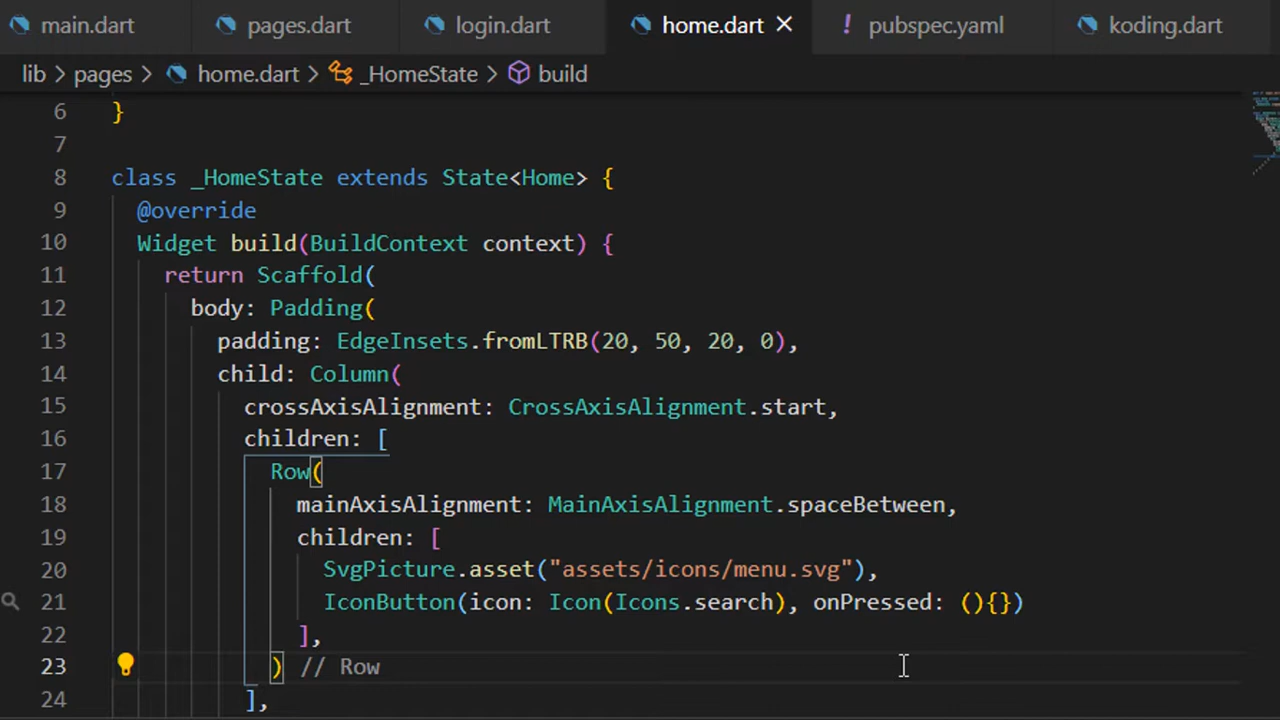 main.dart pages.dart login.dart home.dart pubspec.yaml koding.dart
lib > pages > home.dart > _HomeState > build
6 }
7
8 class _HomeState extends State<Home> {
9 @override
10 Widget build(BuildContext context) {
11 return Scaffold(
12 body: Padding(
13 padding: EdgeInsets.fromLTRB(20, 50, 20, 0),
14 child: Column(
15 crossAxisAlignment: CrossAxisAlignment.start,
16 children: [
17 Row(
18 mainAxisAlignment: MainAxisAlignment.spaceBetween,
19 children: [
20 SvgPicture.asset("assets/icons/menu.svg"),
21 IconButton(icon: Icon(Icons.search), onPressed: (){})
22 ],
23 ) // Row
24 ],